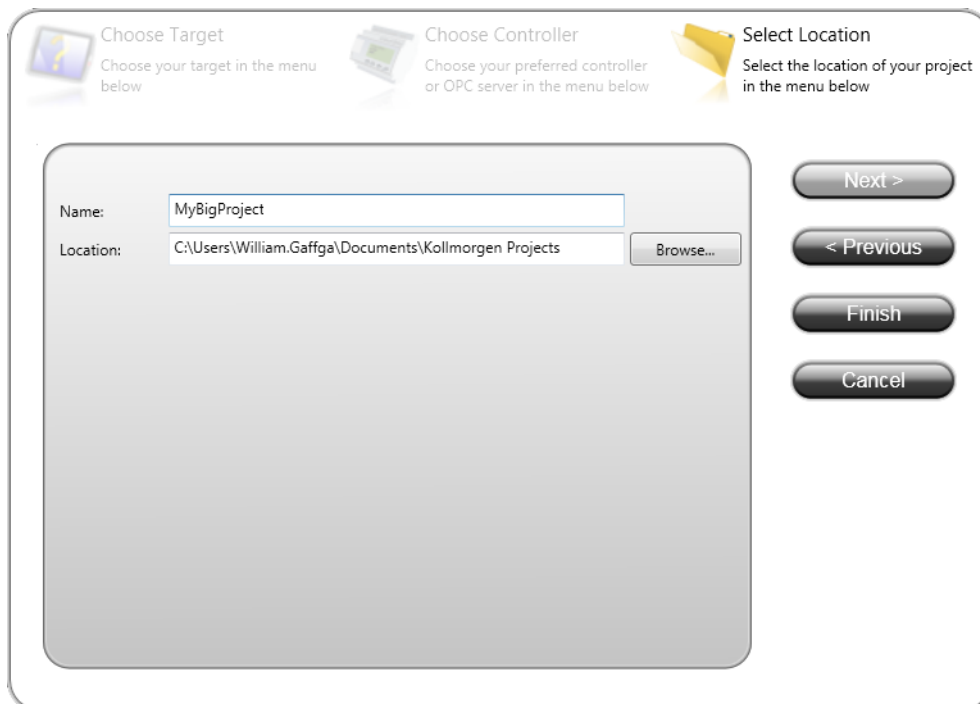 Choose Target
Choose your target in the menu
below
Choose Controller
Choose your preferred controller
or OPC server in the menu below
Select Location
Select the location of your project
in the menu below
Name: MyBigProject
Location: C:\Users\William.Gaffga\Documents\Kollmorgen Projects Browse...
Next >
< Previous
Finish
Cancel